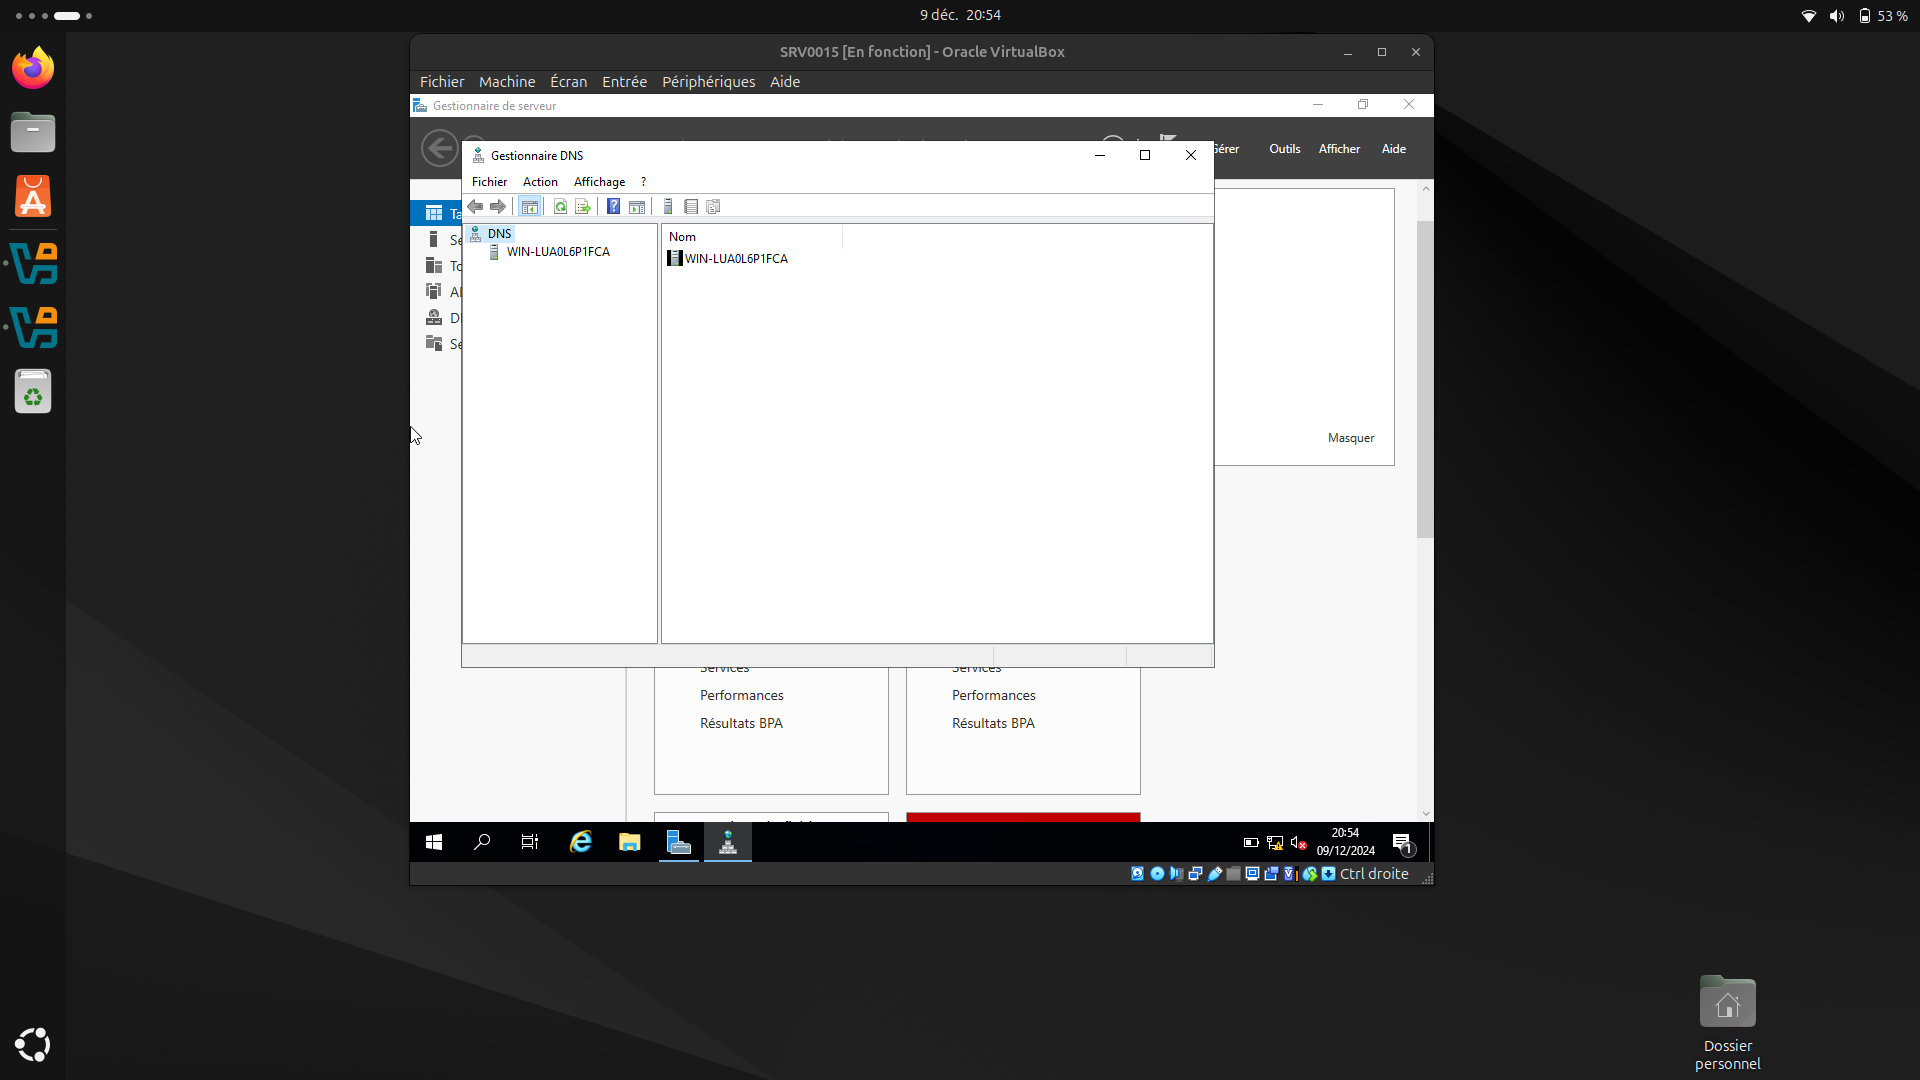 9 déc. 20:54
53 %
SRV0015 [En fonction] - Oracle VirtualBox
Fichier Machine Écran Entrée Périphériques Aide
Gestionnaire de serveur
Gérer Outils Afficher Aide
Gestionnaire DNS
Fichier Action Affichage ?
DNS
WIN-LUA0L6P1FCA
Nom
WIN-LUA0L6P1FCA
Ta
Se
To
Al
D
Se
Masquer
Services
Performances
Résultats BPA
Services
Performances
Résultats BPA
20:54
09/12/2024
1
Ctrl droite
Dossier
personnel